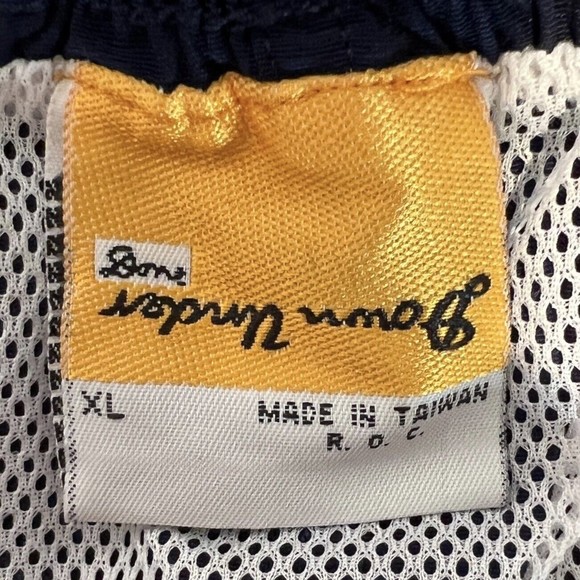 Down Under
XL MADE IN TAIWAN
R. O. C.